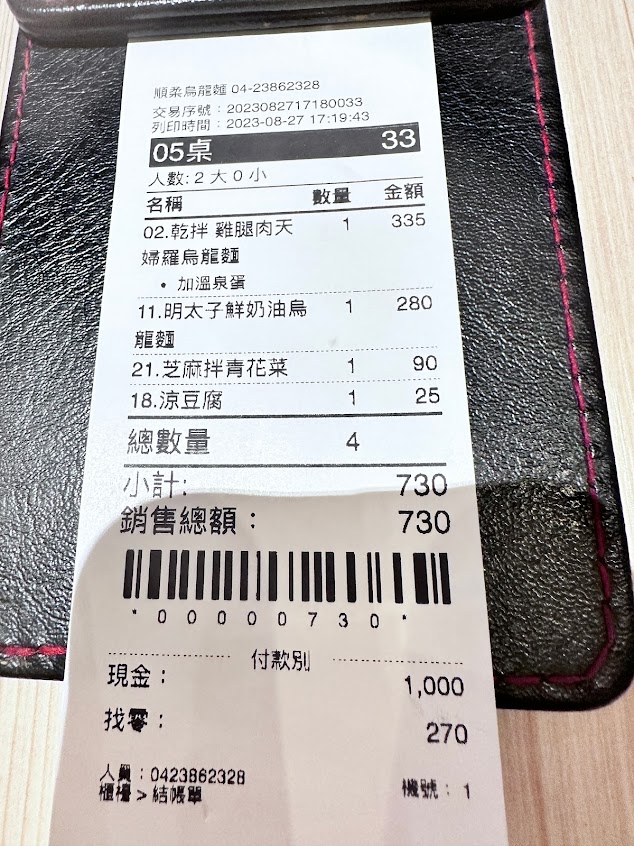 順柔烏龍麵 04-23862328
交易序號：2023082717180033
列印時間：2023-08-27 17:19:43
05桌 33
人數:2 大 0 小
名稱 數量 金額
02.乾拌 雞腿肉天 1 335
婦羅烏龍麵
• 加溫泉蛋
11.明太子鮮奶油烏 1 280
龍麵
21.芝麻拌青花菜 1 90
18.涼豆腐 1 25
總數量 4
小計: 730
銷售總額： 730
*00000730*
付款別
現金： 1,000
找零： 270
人員：0423862328
櫃檯 > 結帳單 機號： 1